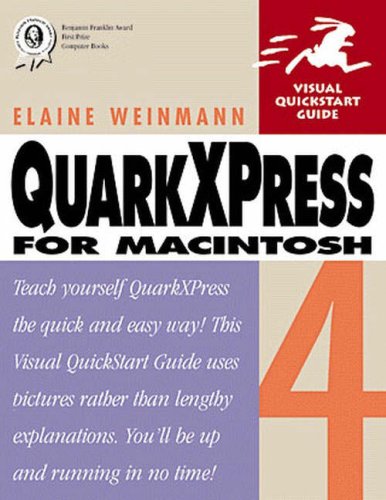 Benjamin Franklin Award
First Prize
Computer Books
VISUAL
QUICKSTART
GUIDE
ELAINE WEINMANN
QUARKXPRESS
FOR MACINTOSH
4
Teach yourself QuarkXPress
the quick and easy way! This
Visual QuickStart Guide uses
pictures rather than lengthy
explanations. You'll be up
and running in no time!